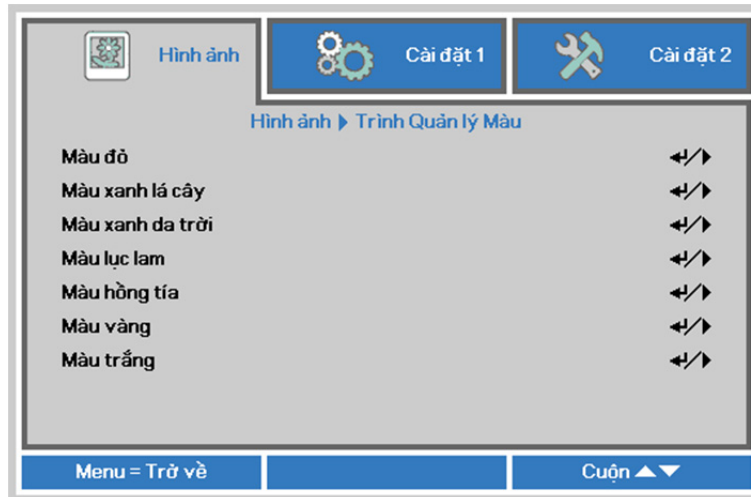 Hình ảnh Cài đặt 1 Cài đặt 2
Hình ảnh ▶ Trình Quản lý Màu
Màu đỏ ↵/▶
Màu xanh lá cây ↵/▶
Màu xanh da trời ↵/▶
Màu lục lam ↵/▶
Màu hồng tía ↵/▶
Màu vàng ↵/▶
Màu trắng ↵/▶
Menu = Trở về Cuộn ▲▼